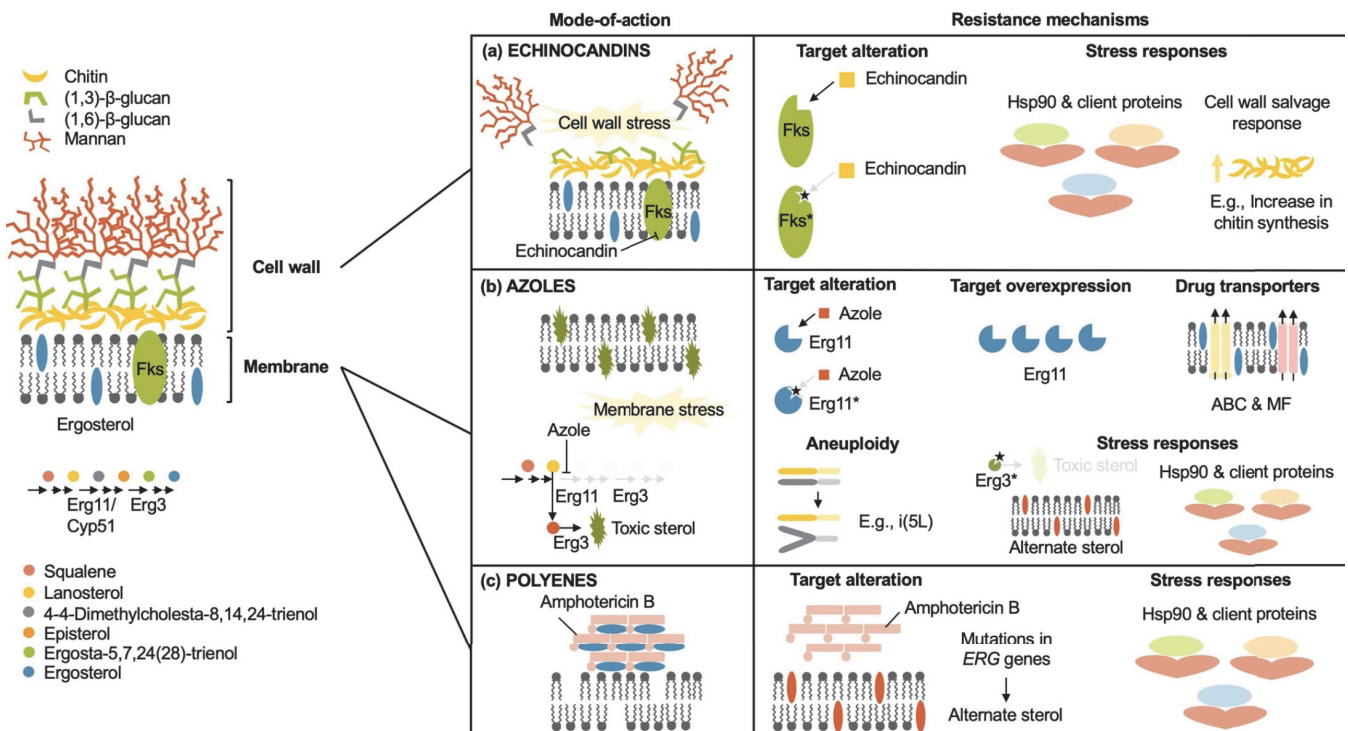 Mode-of-action
Resistance mechanisms
Chitin
(1,3)-β-glucan
(1,6)-β-glucan
Mannan
Cell wall
Membrane
Fks
Ergosterol
Erg11/
Cyp51
Erg3
Squalene
Lanosterol
4-4-Dimethylcholesta-8,14,24-trienol
Episterol
Ergosta-5,7,24(28)-trienol
Ergosterol
(a) ECHINOCANDINS
Cell wall stress
Fks
Echinocandin
Target alteration
Echinocandin
Fks
Echinocandin
Fks*
Stress responses
Hsp90 & client proteins
Cell wall salvage
response
E.g., Increase in
chitin synthesis
(b) AZOLES
Membrane stress
Azole
Erg11
Erg3
Erg3
Toxic sterol
Target alteration
Azole
Erg11
Azole
Erg11*
Target overexpression
Erg11
Drug transporters
ABC & MF
Aneuploidy
E.g., i(5L)
Stress responses
Erg3*
Toxic sterol
Alternate sterol
Hsp90 & client proteins
(c) POLYENES
Amphotericin B
Target alteration
Amphotericin B
Mutations in
ERG genes
Alternate sterol
Stress responses
Hsp90 & client proteins